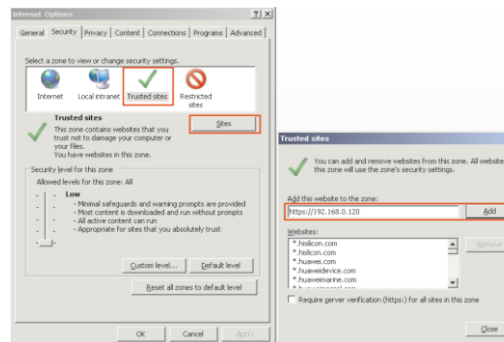 Internet Options
? ×
General Security Privacy Content Connections Programs Advanced
Select a zone to view or change security settings.
Internet Local intranet Trusted sites Restricted sites
Trusted sites
Sites
This zone contains websites that you
trust not to damage your computer or
your files.
You have websites in this zone.
Security level for this zone
Allowed levels for this zone: All
Low
- Minimal safeguards and warning prompts are provided
- Most content is downloaded and run without prompts
- All active content can run
- Appropriate for sites that you absolutely trust
Custom level... Default level
Reset all zones to default level
OK Cancel Apply
Trusted sites
You can add and remove websites from this zone. All website
this zone will use the zone's security settings.
Add this website to the zone:
https://192.168.0.120 Add
Websites:
*.hisilicon.com Remove
*.huawei.com
*.huaweidevice.com
*.huaweimarine.com
Require server verification (https:) for all sites in this zone
Close